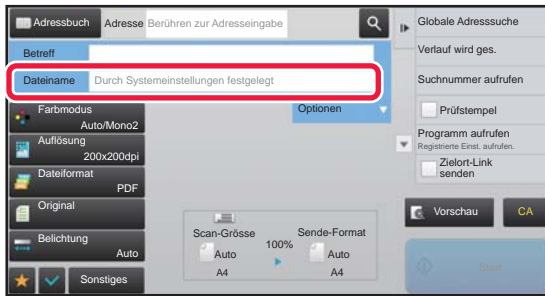 Adressbuch
Adresse
Berühren zur Adresseingabe
Globale Adresssuche
Betreff
Verlauf wird ges.
Dateiname
Durch Systemeinstellungen festgelegt
Suchnummer aufrufen
Farbmodus
Auto/Mono2
Optionen
Prüfstempel
Auflösung
200x200dpi
Programm aufrufen
Registrierte Einst. aufrufen.
Dateiformat
PDF
Zielort-Link
senden
Original
Vorschau
CA
Belichtung
Auto
Scan-Grösse
100%
Sende-Format
Auto
A4
Auto
A4
Sonstiges
Start